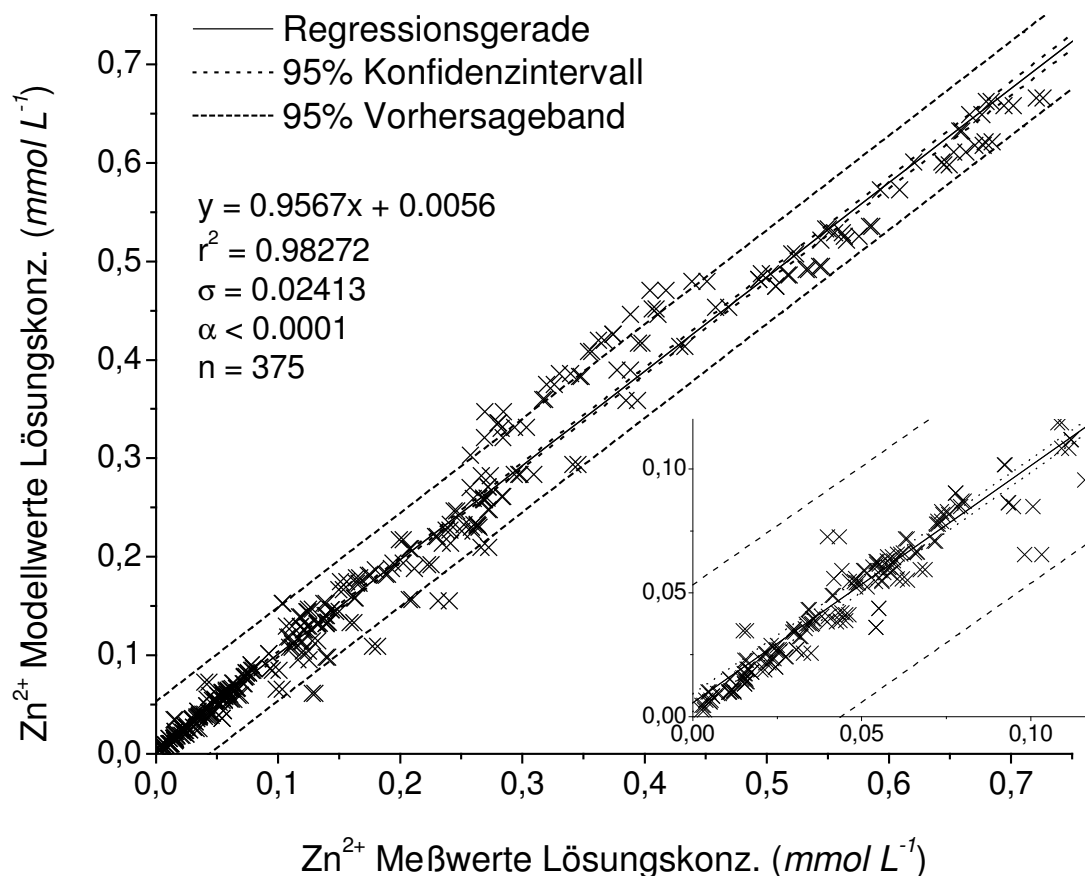 Regressionsgerade
95% Konfidenzintervall
95% Vorhersageband
y = 0.9567x + 0.0056
r² = 0.98272
σ = 0.02413
α < 0.0001
n = 375
Zn²⁺ Modellwerte Lösungskonz. (mmol L⁻¹)
0,7
0,6
0,5
0,4
0,3
0,2
0,1
0,0
0,10
0,05
0,00
0,00 0,05 0,10
0,0 0,1 0,2 0,3 0,4 0,5 0,6 0,7
Zn²⁺ Meßwerte Lösungskonz. (mmol L⁻¹)